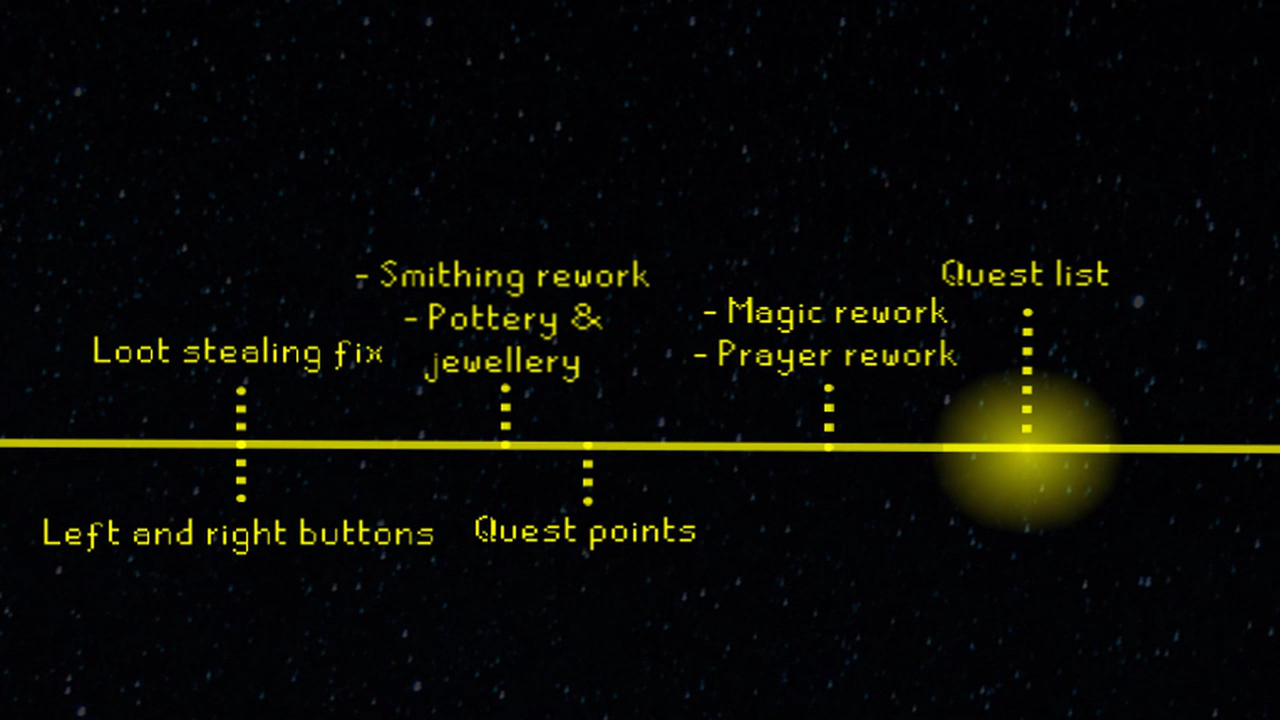 Loot stealing fix
Left and right buttons
- Smithing rework
- Pottery &
jewellery
Quest points
- Magic rework
- Prayer rework
Quest list